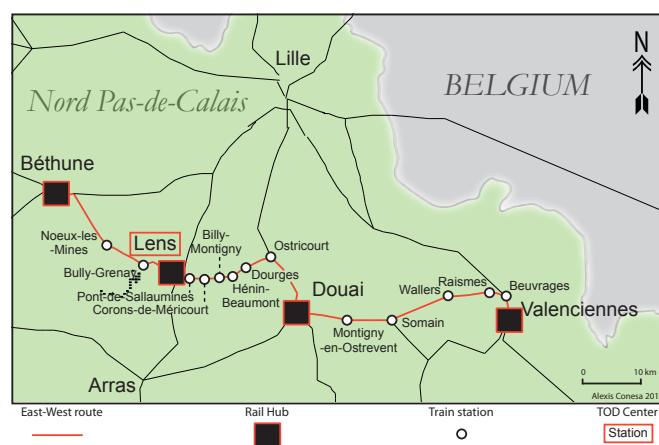 Lille
N
Nord Pas-de-Calais
BELGIUM
Béthune
Noeux-les
-Mines
Lens
Billy-
Montigny
Ostricourt
Bully-Grenay
Dourges
Hénin-
Beaumont
Pont-de-Sallaumines
Corons-de-Méricourt
Douai
Wallers
Raismes
Beuvrages
Valenciennes
Montigny
-en-Ostrevent
Somain
Arras
0 10 km
Alexis Conesa 201
East-West route
Rail Hub
Train station
TOD Center
Station